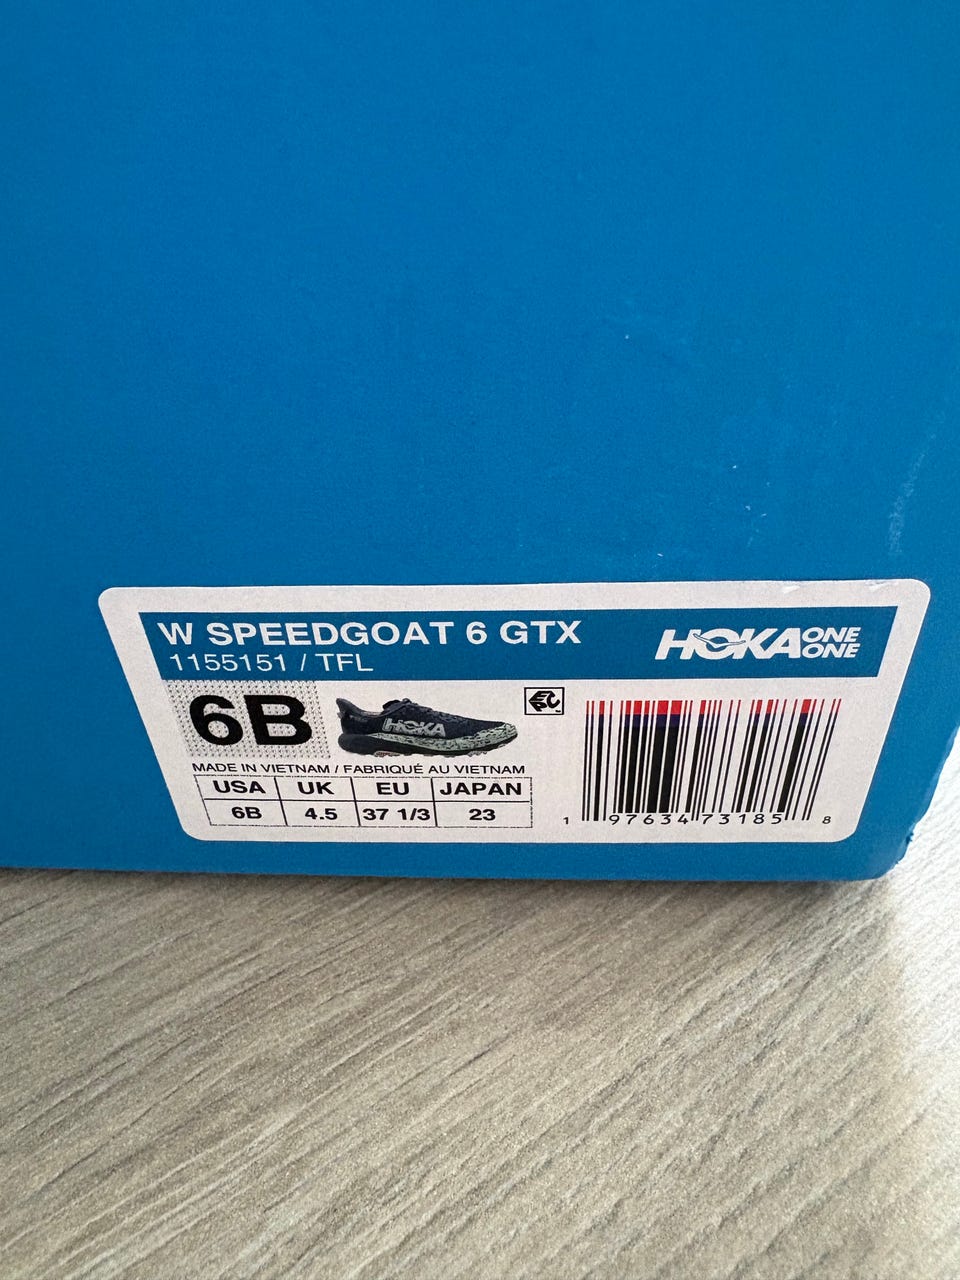 W SPEEDGOAT 6 GTX
1155151 / TFL
HOKA ONE ONE
6B
HOKA
MADE IN VIETNAM / FABRIQUÉ AU VIETNAM
USA UK EU JAPAN
6B 4.5 37 1/3 23
1 97634 73185 8